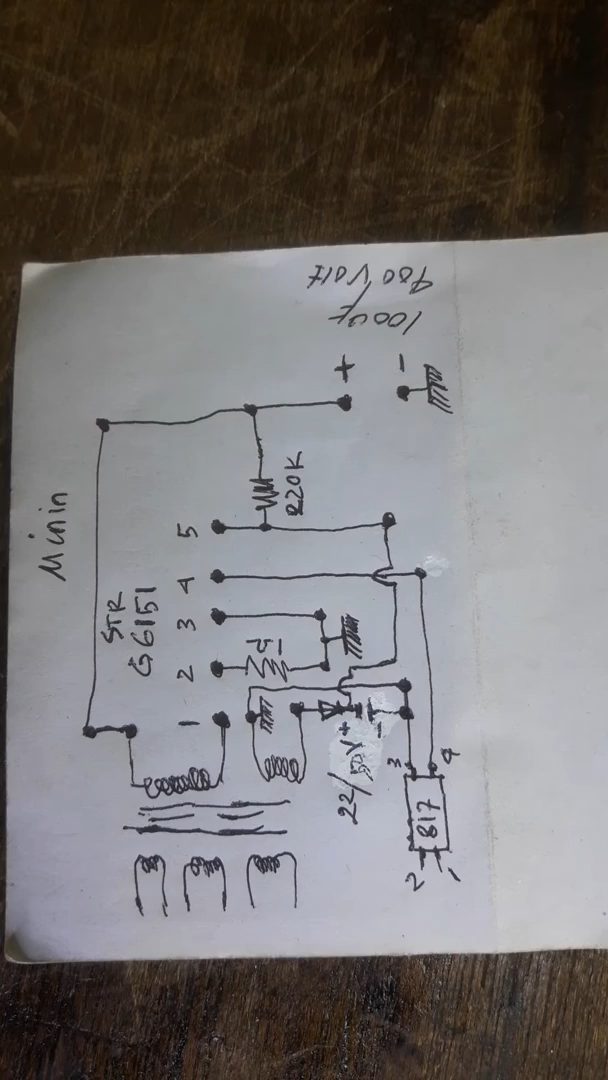 Minin
STR
G6151
1 2 3 4 5
220K
+
-
100uf/
400 Volt
22/50V
+
-
3
4
817
2
1